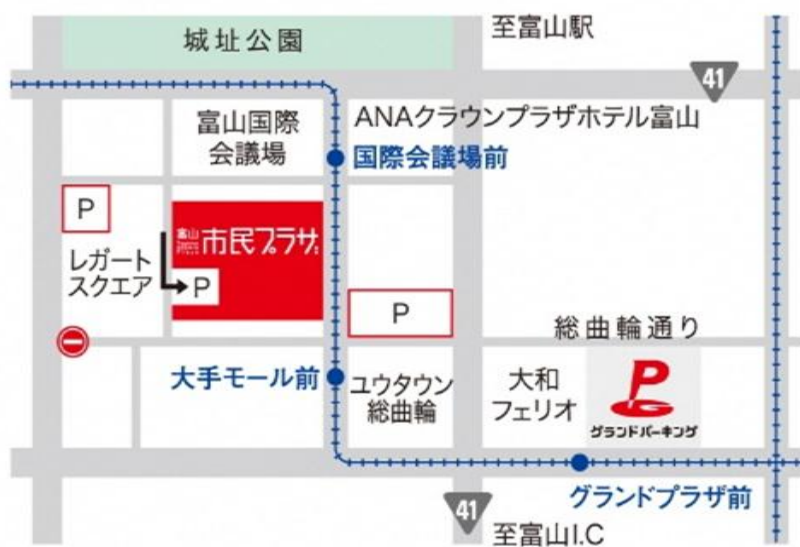 城址公園
至富山駅
41
富山国際
会議場
ANAクラウンプラザホテル富山
国際会議場前
P
富山
市民プラザ
レガート
スクエア
P
P
総曲輪通り
大手モール前
ユウタウン
総曲輪
大和
フェリオ
P
G
グランドパーキング
グランドプラザ前
41
至富山I.C